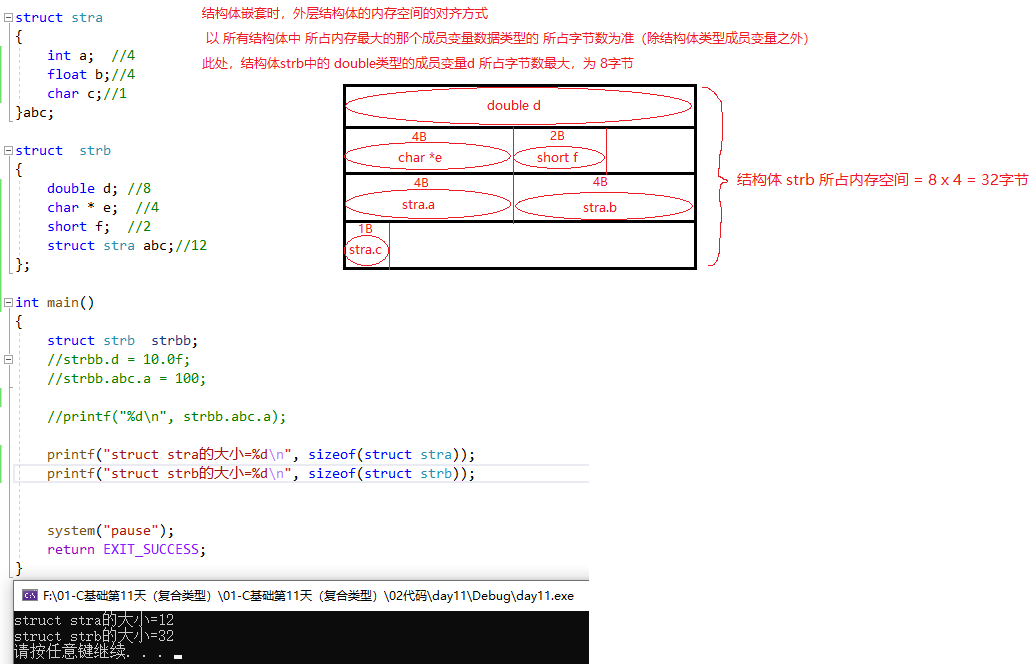 struct stra
{
int a; //4
float b;//4
char c;//1
}abc;
struct strb
{
double d; //8
char * e; //4
short f; //2
struct stra abc;//12
};
int main()
{
struct strb strbb;
//strbb.d = 10.0f;
//strbb.abc.a = 100;
//printf("%d\n", strbb.abc.a);
printf("struct stra的大小=%d\n", sizeof(struct stra));
printf("struct strb的大小=%d\n", sizeof(struct strb));
system("pause");
return EXIT_SUCCESS;
}
结构体嵌套时，外层结构体的内存空间的对齐方式
以 所有结构体中 所占内存最大的那个成员变量数据类型的 所占字节数为准（除结构体类型成员变量之外）
此处，结构体strb中的 double类型的成员变量d 所占字节数最大，为 8字节
double d
4B 2B
char *e short f
4B 4B
stra.a stra.b
1B
stra.c
结构体 strb 所占内存空间 = 8 x 4 = 32字节
C:\ F:\01-C基础第11天（复合类型）\01-C基础第11天（复合类型）\02代码\day11\Debug\day11.exe
struct stra的大小=12
struct strb的大小=32
请按任意键继续. . .